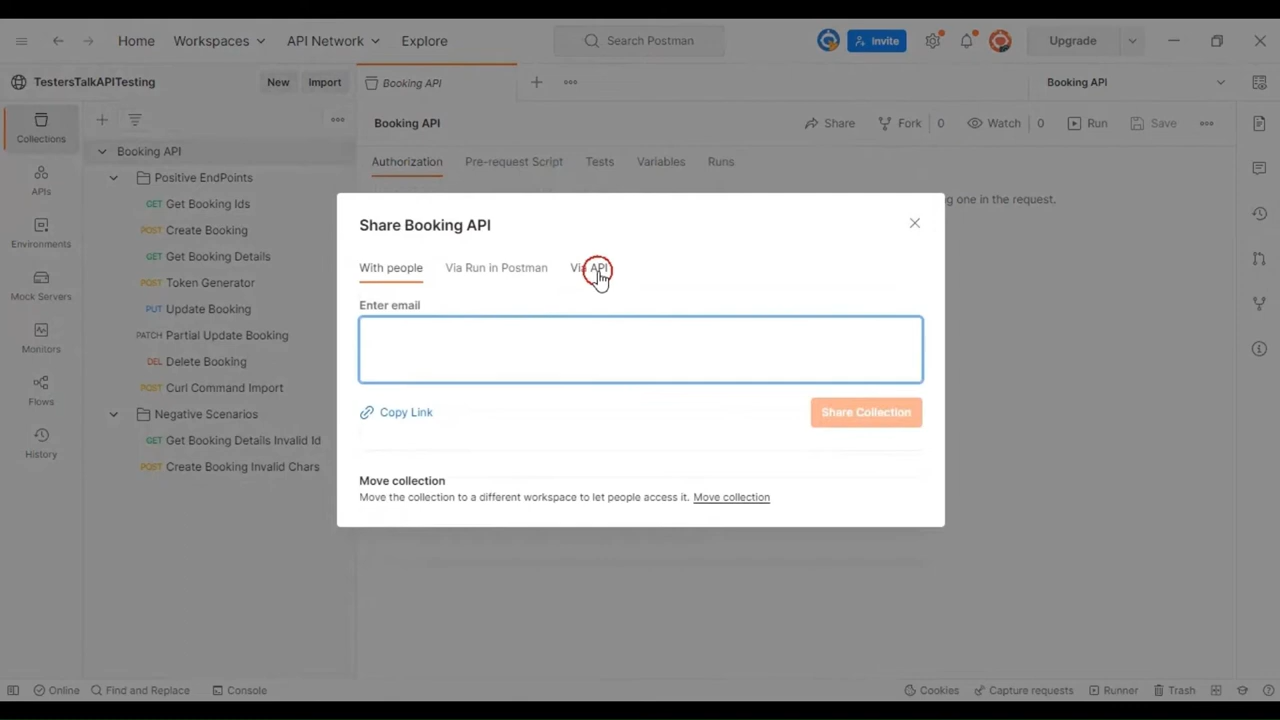 Home Workspaces API Network Explore Search Postman Invite Upgrade
TestersTalkAPITesting New Import Booking API Booking API
Collections
Booking API Share Fork 0 Watch 0 Run Save
Booking API
Authorization Pre-request Script Tests Variables Runs
APIs
Positive EndPoints
GET Get Booking Ids
g one in the request.
POST Create Booking
Environments
GET Get Booking Details
POST Token Generator
Mock Servers
PUT Update Booking
PATCH Partial Update Booking
Monitors
DEL Delete Booking
POST Curl Command Import
Flows
Negative Scenarios
GET Get Booking Details Invalid Id
History
POST Create Booking Invalid Chars
Share Booking API
With people Via Run in Postman Via API
Enter email
Copy Link Share Collection
Move collection
Move the collection to a different workspace to let people access it. Move collection
Online Find and Replace Console Cookies Capture requests Runner Trash